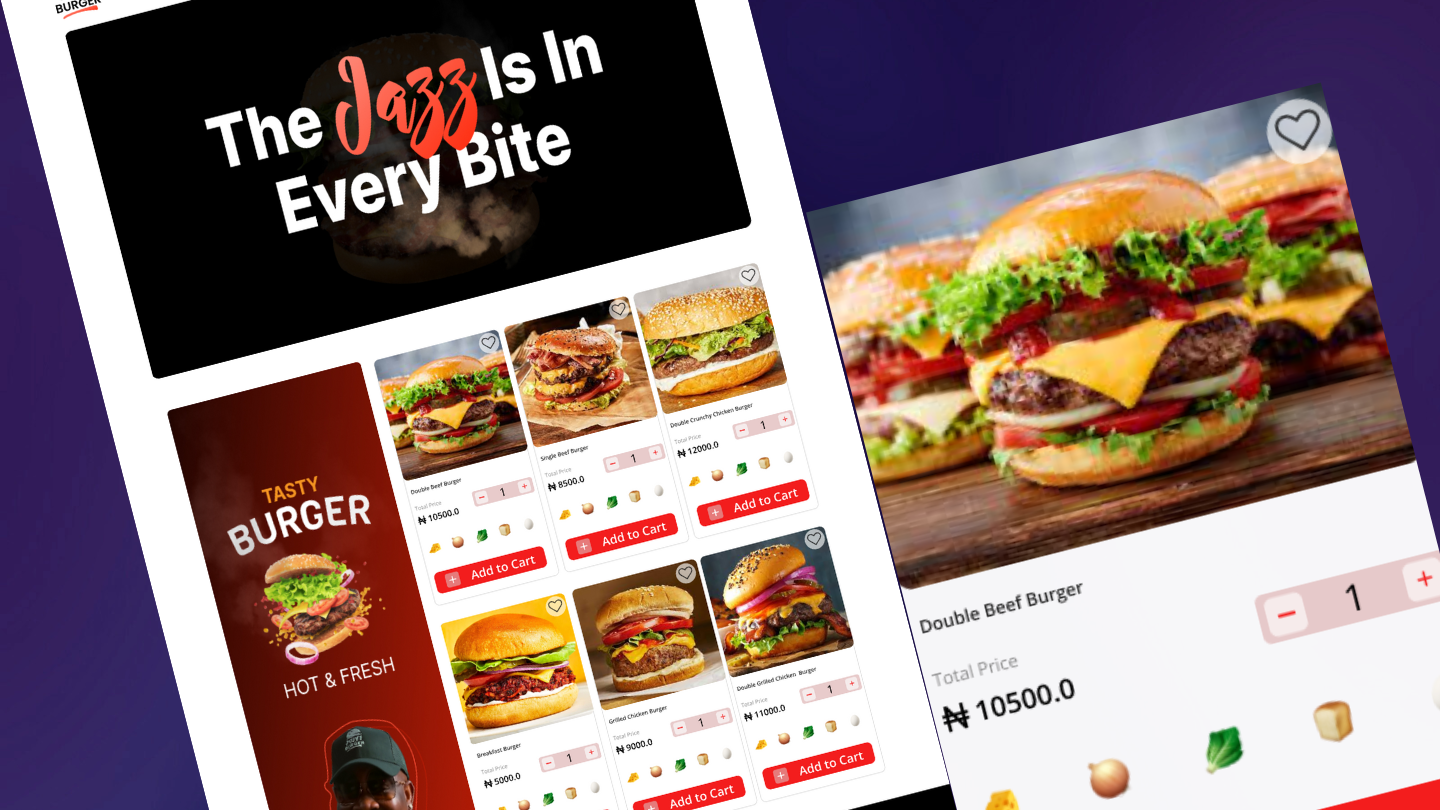 BURGER
The Jazz Is In
Every Bite
TASTY
BURGER
HOT & FRESH
Double Beef Burger
Total Price
₦ 10500.0
- 1 +
Add to Cart
Single Beef Burger
Total Price
₦ 8500.0
- 1 +
Add to Cart
Double Crunchy Chicken Burger
Total Price
₦ 12000.0
- 1 +
Add to Cart
Breakfast Burger
Total Price
₦ 5000.0
- 1 +
Grilled Chicken Burger
Total Price
₦ 9000.0
- 1 +
Add to Cart
Double Grilled Chicken Burger
Total Price
₦ 11000.0
- 1 +
Add to Cart
Double Beef Burger
Total Price
₦ 10500.0
- 1 +